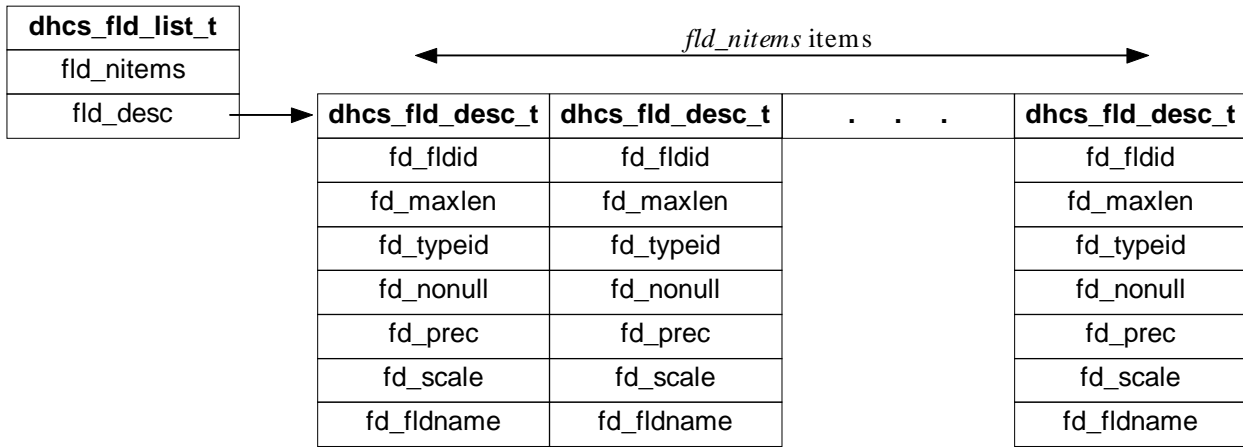 dhcs_fld_list_t
fld_nitems
fld_desc
fld_nitems items
dhcs_fld_desc_t dhcs_fld_desc_t . . . dhcs_fld_desc_t
fd_fldid fd_fldid fd_fldid
fd_maxlen fd_maxlen fd_maxlen
fd_typeid fd_typeid fd_typeid
fd_nonull fd_nonull fd_nonull
fd_prec fd_prec fd_prec
fd_scale fd_scale fd_scale
fd_fldname fd_fldname fd_fldname